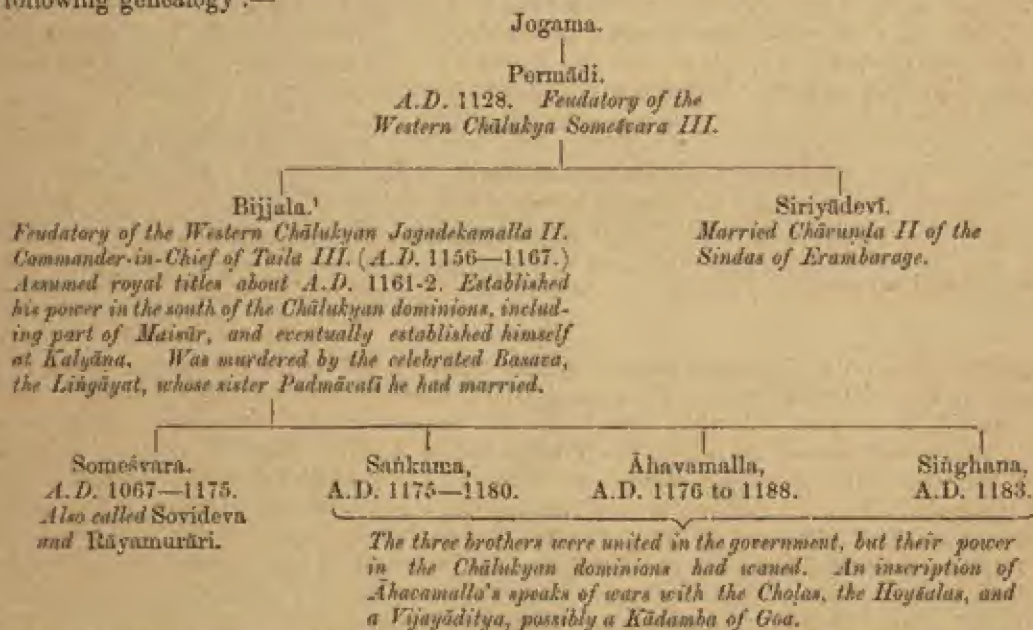 following genealogy :—
Jogama.
Permādi.
A.D. 1128. Feudatory of the
Western Chālukya Someśvara III.
Bijjala.¹
Feudatory of the Western Chālukyan Jagadekamalla II.
Commander-in-Chief of Taila III. (A.D. 1156—1167.)
Assumed royal titles about A.D. 1161-2. Established
his power in the south of the Chālukyan dominions, includ-
ing part of Maisūr, and eventually established himself
at Kalyāna. Was murdered by the celebrated Basava,
the Liṅgāyat, whose sister Padmāvatī he had married.
Siriyādevī.
Married Chāvuṇḍa II of the
Sindas of Erambarage.
Someśvara.
A.D. 1067—1175.
Also called Sovideva
and Rāyamurāri.
Saṅkama,
A.D. 1175—1180.
Āhavamalla,
A.D. 1176 to 1188.
Siṅghana,
A.D. 1183.
The three brothers were united in the government, but their power
in the Chālukyan dominions had waned. An inscription of
Āhavamalla's speaks of wars with the Choḷas, the Hoyśalas, and
a Vijayāditya, possibly a Kādamba of Goa.